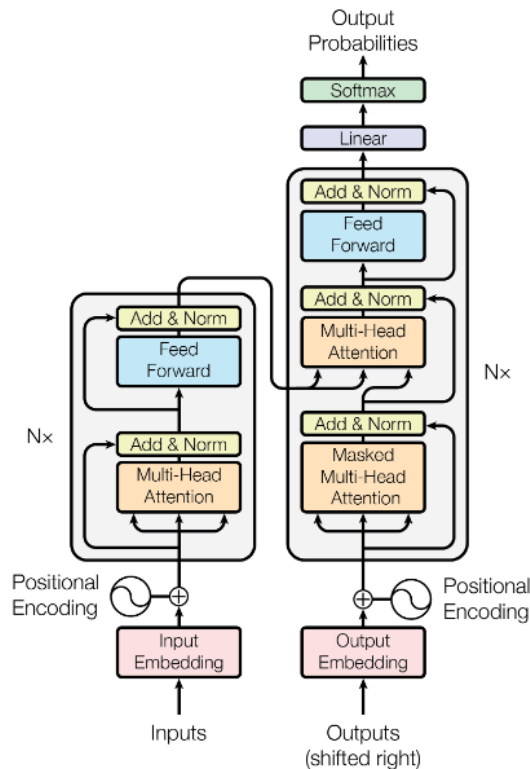 Output
Probabilities
Softmax
Linear
Add & Norm
Feed
Forward
Add & Norm
Multi-Head
Attention
Add & Norm
Masked
Multi-Head
Attention
N×
Add & Norm
Feed
Forward
Add & Norm
Multi-Head
Attention
N×
Positional
Encoding
Positional
Encoding
Input
Embedding
Output
Embedding
Inputs
Outputs
(shifted right)